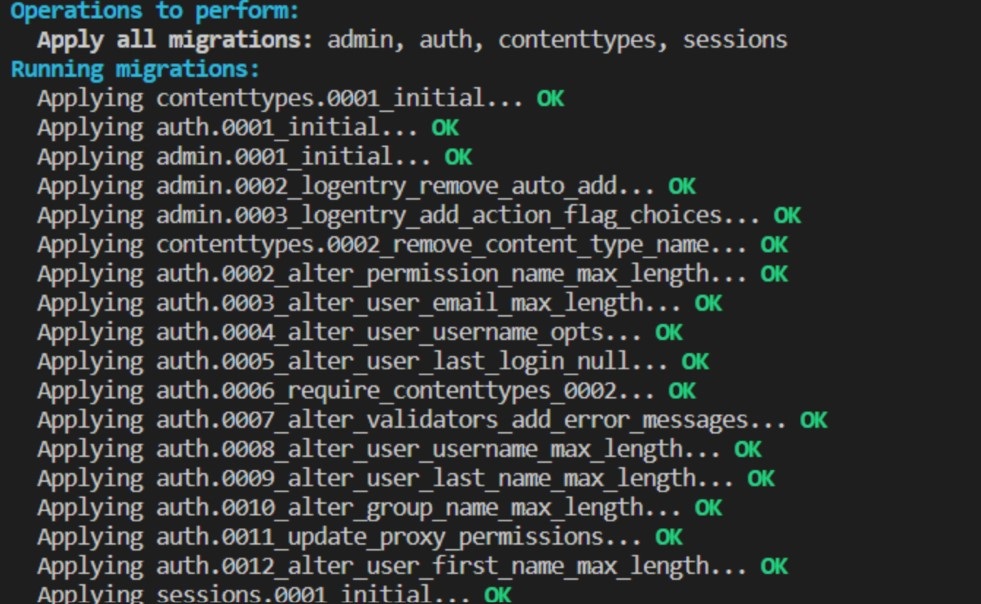 Operations to perform:
Apply all migrations: admin, auth, contenttypes, sessions
Running migrations:
Applying contenttypes.0001_initial... OK
Applying auth.0001_initial... OK
Applying admin.0001_initial... OK
Applying admin.0002_logentry_remove_auto_add... OK
Applying admin.0003_logentry_add_action_flag_choices... OK
Applying contenttypes.0002_remove_content_type_name... OK
Applying auth.0002_alter_permission_name_max_length... OK
Applying auth.0003_alter_user_email_max_length... OK
Applying auth.0004_alter_user_username_opts... OK
Applying auth.0005_alter_user_last_login_null... OK
Applying auth.0006_require_contenttypes_0002... OK
Applying auth.0007_alter_validators_add_error_messages... OK
Applying auth.0008_alter_user_username_max_length... OK
Applying auth.0009_alter_user_last_name_max_length... OK
Applying auth.0010_alter_group_name_max_length... OK
Applying auth.0011_update_proxy_permissions... OK
Applying auth.0012_alter_user_first_name_max_length... OK
Applying sessions.0001_initial... OK